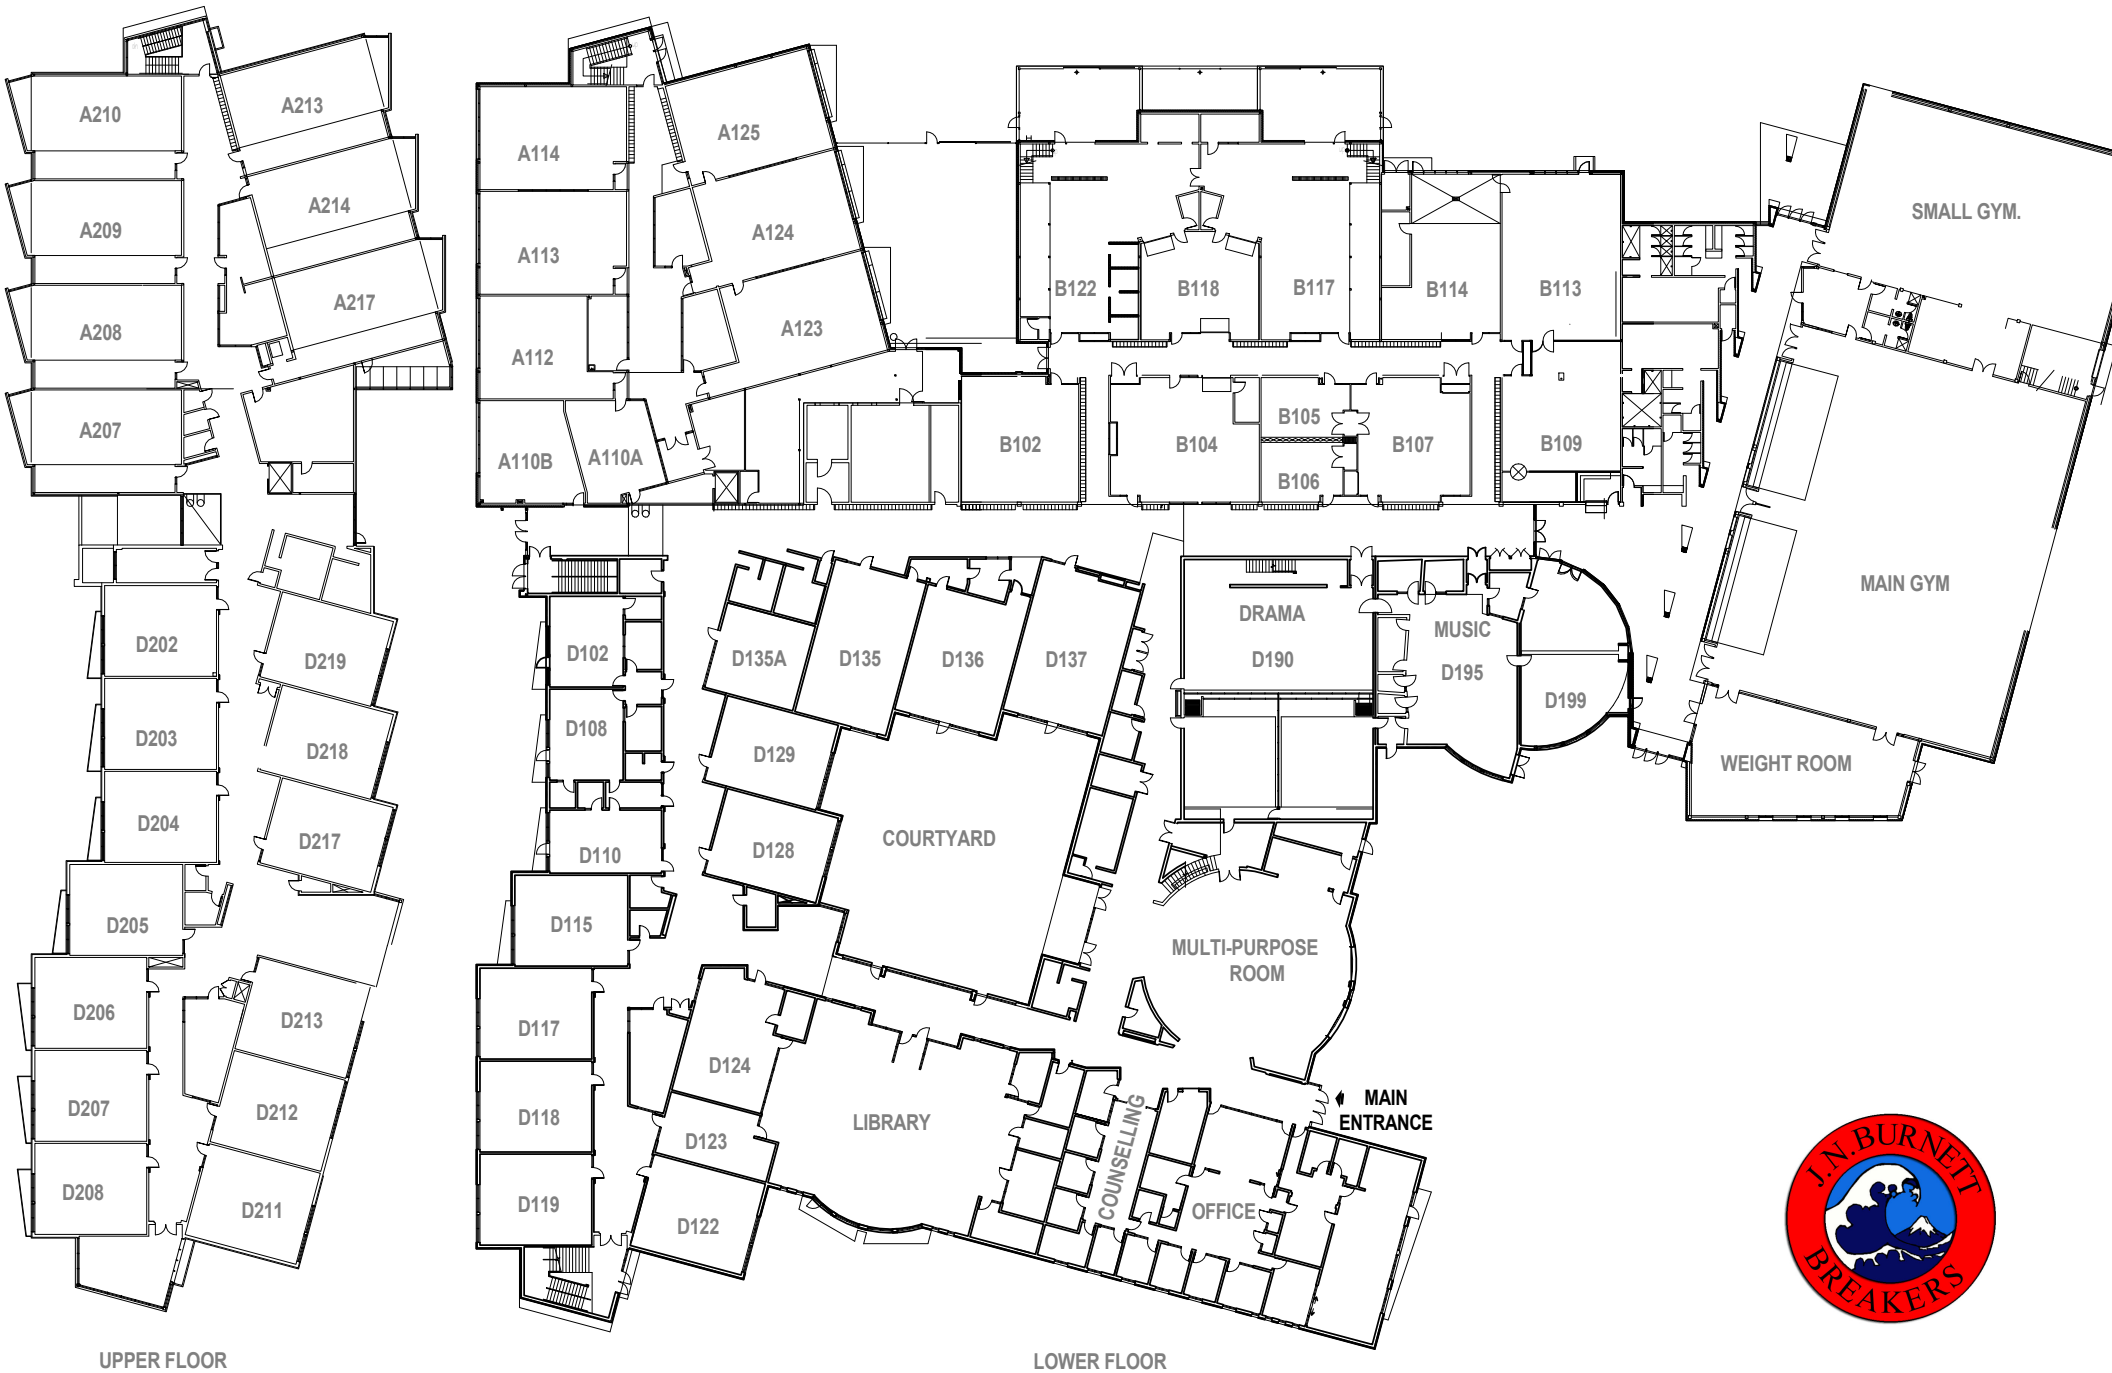 A210
A213
A209
A214
A208
A217
A207
D202
D219
D203
D218
D204
D217
D205
D206
D213
D207
D212
D208
D211
UPPER FLOOR
A114
A125
A113
A124
A112
A123
A110B
A110A
B122
B118
B117
B114
B113
B102
B104
B105
B106
B107
B109
SMALL GYM.
MAIN GYM
WEIGHT ROOM
D102
D135A
D135
D136
D137
DRAMA
D190
MUSIC
D195
D199
D108
D129
D110
D128
COURTYARD
D115
MULTI-PURPOSE
ROOM
D117
D124
D118
D123
LIBRARY
COUNSELLING
MAIN
ENTRANCE
D119
D122
OFFICE
LOWER FLOOR
J.N.BURNETT
BREAKERS